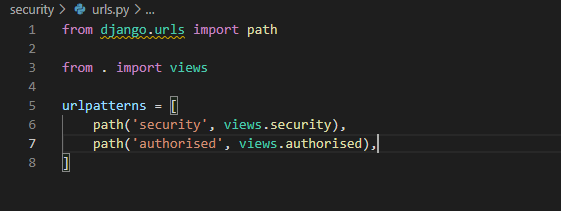 security > urls.py > ...
1 from django.urls import path
2
3 from . import views
4
5 urlpatterns = [
6     path('security', views.security),
7     path('authorised', views.authorised),
8 ]